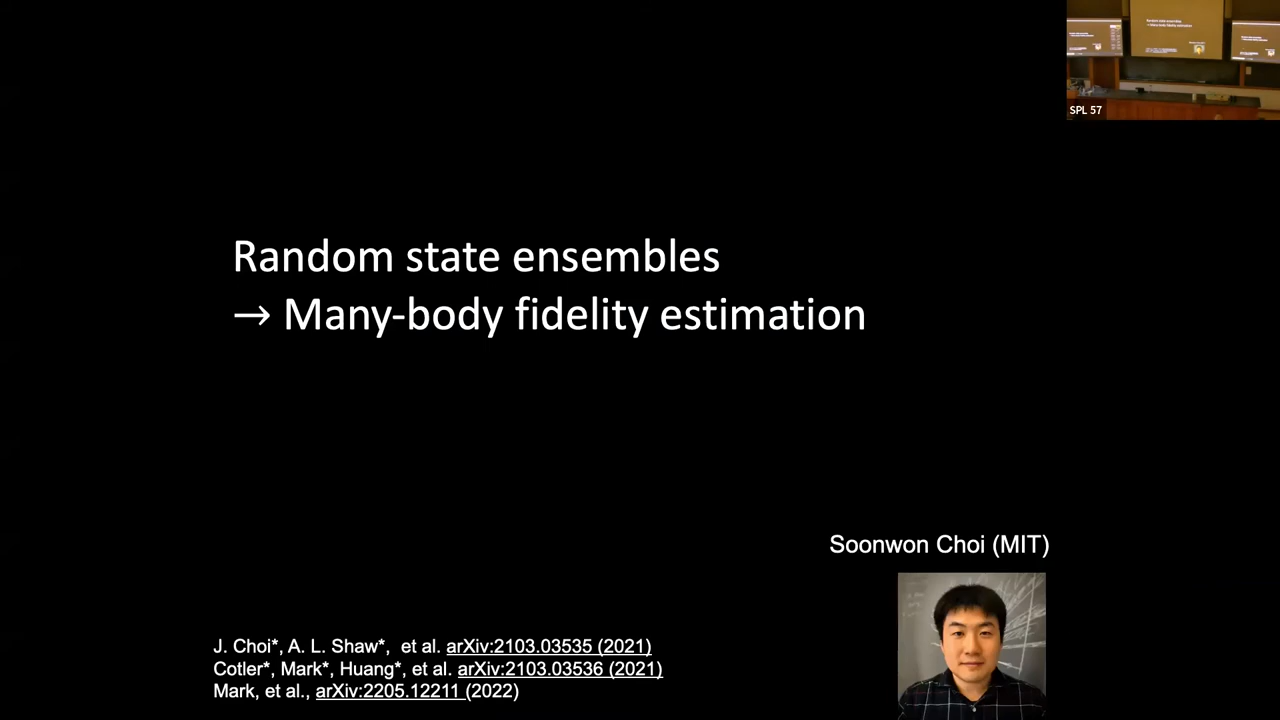 SPL 57
Random state ensembles
→ Many-body fidelity estimation
Soonwon Choi (MIT)
J. Choi*, A. L. Shaw*, et al. arXiv:2103.03535 (2021)
Cotler*, Mark*, Huang*, et al. arXiv:2103.03536 (2021)
Mark, et al., arXiv:2205.12211 (2022)